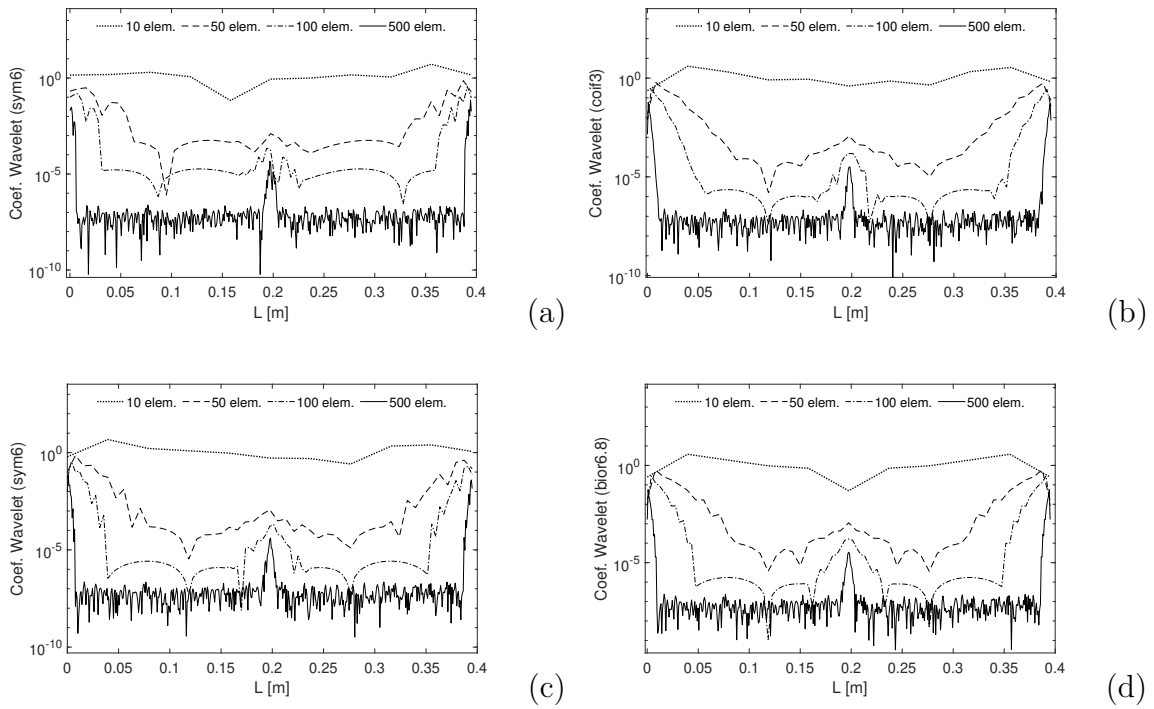 10 elem. 50 elem. 100 elem. 500 elem.
Coef. Wavelet (sym6)
10^0
10^-5
10^-10
0 0.05 0.1 0.15 0.2 0.25 0.3 0.35 0.4
L [m]
(a)
10 elem. 50 elem. 100 elem. 500 elem.
Coef. Wavelet (coif3)
10^0
10^-5
10^-10
0 0.05 0.1 0.15 0.2 0.25 0.3 0.35 0.4
L [m]
(b)
10 elem. 50 elem. 100 elem. 500 elem.
Coef. Wavelet (sym6)
10^0
10^-5
10^-10
0 0.05 0.1 0.15 0.2 0.25 0.3 0.35 0.4
L [m]
(c)
10 elem. 50 elem. 100 elem. 500 elem.
Coef. Wavelet (bior6.8)
10^0
10^-5
0 0.05 0.1 0.15 0.2 0.25 0.3 0.35 0.4
L [m]
(d)